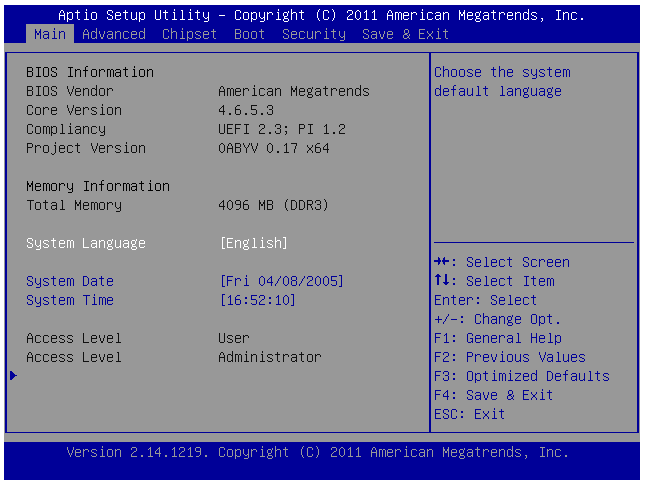 Aptio Setup Utility – Copyright (C) 2011 American Megatrends, Inc.
Main Advanced Chipset Boot Security Save & Exit
BIOS Information
BIOS Vendor American Megatrends
Core Version 4.6.5.3
Compliancy UEFI 2.3; PI 1.2
Project Version 0ABYV 0.17 x64
Memory Information
Total Memory 4096 MB (DDR3)
System Language [English]
System Date [Fri 04/08/2005]
System Time [16:52:10]
Access Level User
Access Level Administrator
Choose the system
default language
→←: Select Screen
↑↓: Select Item
Enter: Select
+/-: Change Opt.
F1: General Help
F2: Previous Values
F3: Optimized Defaults
F4: Save & Exit
ESC: Exit
Version 2.14.1219. Copyright (C) 2011 American Megatrends, Inc.